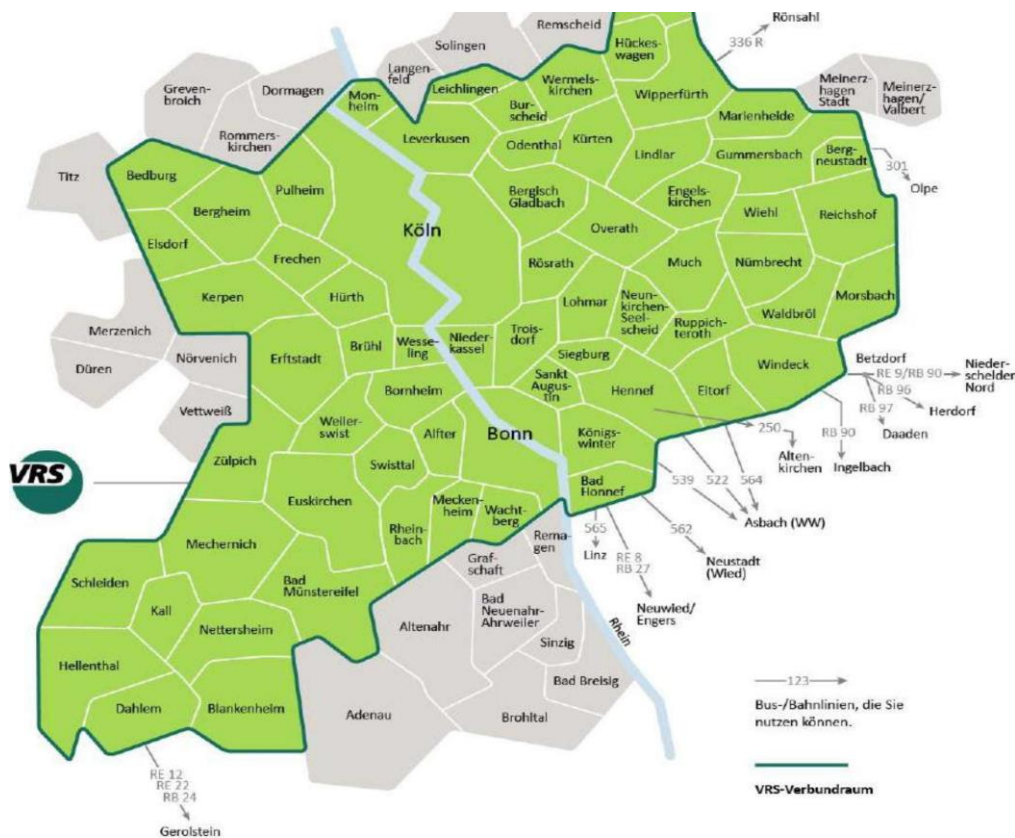 Rönsahl
336 R
Remscheid
Solingen
Hückes-
wagen
Langen-
feld
Leichlingen
Wermels-
kirchen
Wipperfürth
Meinerz-
hagen
Stadt
Meinerz-
hagen/
Valbert
Greven-
broich
Dormagen
Mon-
heim
Bur-
scheid
Marienheide
Rommers-
kirchen
Leverkusen
Odenthal
Kürten
Lindlar
Gummersbach
Berg-
neustadt
301
Olpe
Titz
Bedburg
Pulheim
Bergheim
Bergisch
Gladbach
Engels-
kirchen
Wiehl
Reichshof
Elsdorf
Köln
Overath
Frechen
Rösrath
Much
Nümbrecht
Kerpen
Hürth
Lohmar
Neun-
kirchen-
Seel-
scheid
Morsbach
Merzenich
Waldbröl
Ruppich-
teroth
Düren
Nörvenich
Erftstadt
Brühl
Wesse-
ling
Nieder-
kassel
Trois-
dorf
Siegburg
Windeck
Betzdorf
RE 9/RB 90
Nieder-
schelder
Nord
Vettweiß
Bornheim
Sankt
Augus-
tin
Hennef
Eitorf
RB 96
Herdorf
RB 97
Daaden
Weiler-
swist
Alfter
Bonn
Königs-
winter
250
Alten-
kirchen
RB 90
Ingelbach
VRS
Zülpich
Swisttal
Euskirchen
Bad
Honnef
539
522
564
Asbach (WW)
Rhein-
bach
Mecken-
heim
Wacht-
berg
Mechernich
Rema-
gen
565
Linz
562
Neustadt
(Wied)
Graf-
schaft
RE 8
RB 27
Neuwied/
Engers
Schleiden
Kall
Bad
Münstereifel
Nettersheim
Altenahr
Bad
Neuenahr-
Ahrweiler
Sinzig
Rhein
Hellenthal
Bad Breisig
Dahlem
Blankenheim
Adenau
Brohltal
123
Bus-/Bahnlinien, die Sie
nutzen können.
VRS-Verbundraum
RE 12
RE 22
RB 24
Gerolstein